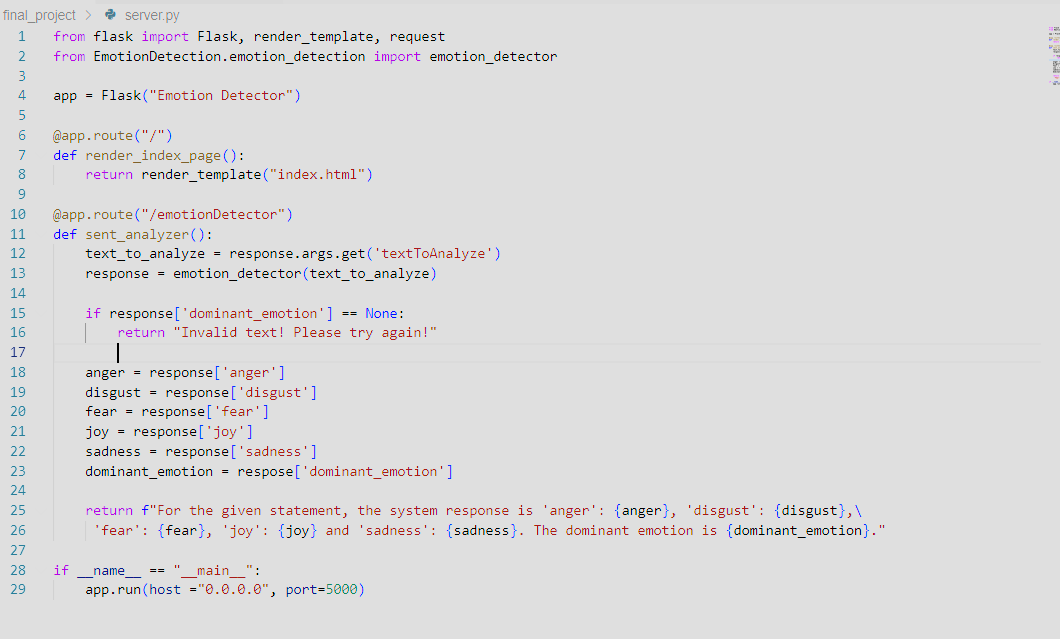 final_project > server.py
1 from flask import Flask, render_template, request
2 from EmotionDetection.emotion_detection import emotion_detector
3
4 app = Flask("Emotion Detector")
5
6 @app.route("/")
7 def render_index_page():
8     return render_template("index.html")
9
10 @app.route("/emotionDetector")
11 def sent_analyzer():
12     text_to_analyze = response.args.get('textToAnalyze')
13     response = emotion_detector(text_to_analyze)
14
15     if response['dominant_emotion'] == None:
16         return "Invalid text! Please try again!"
17
18     anger = response['anger']
19     disgust = response['disgust']
20     fear = response['fear']
21     joy = response['joy']
22     sadness = response['sadness']
23     dominant_emotion = respose['dominant_emotion']
24
25     return f"For the given statement, the system response is 'anger': {anger}, 'disgust': {disgust},\
26      'fear': {fear}, 'joy': {joy} and 'sadness': {sadness}. The dominant emotion is {dominant_emotion}."
27
28 if __name__ == "__main__":
29     app.run(host ="0.0.0.0", port=5000)